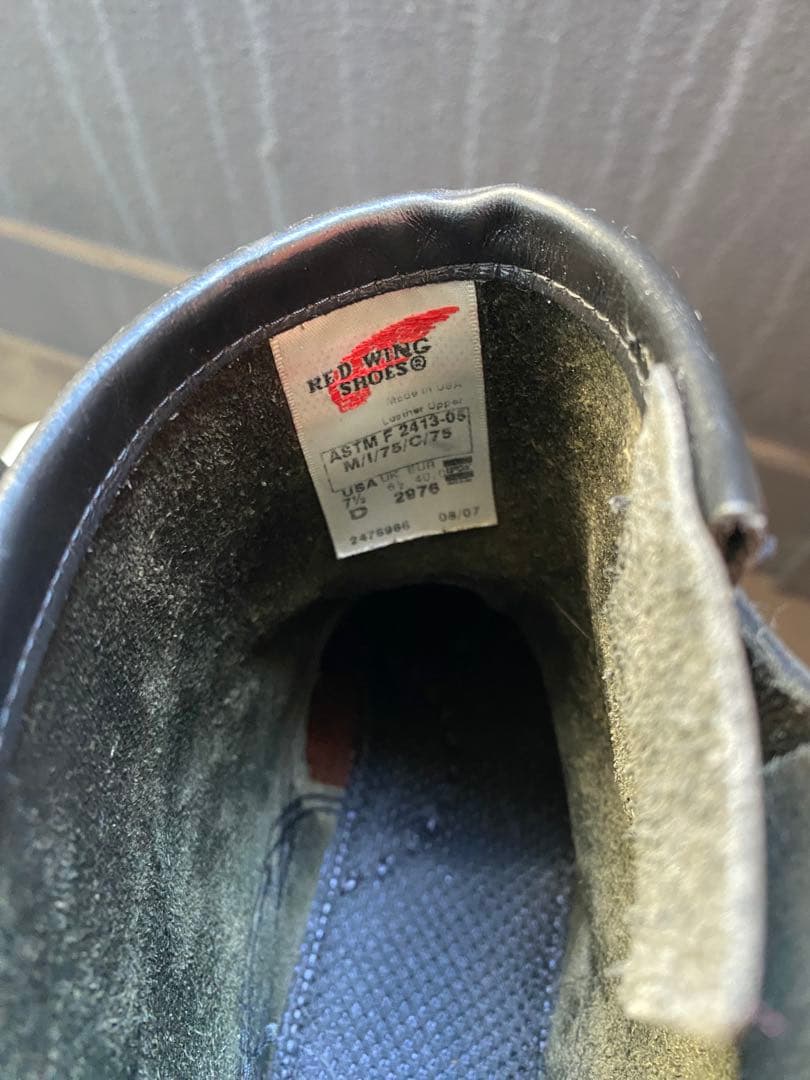 RED WING
SHOES®
Made in USA
Leather Upper
ASTM F 2413-05
M/I/75/C/75
USA UK EUR
7½ 6½ 40
D 2976
2476986 08/07